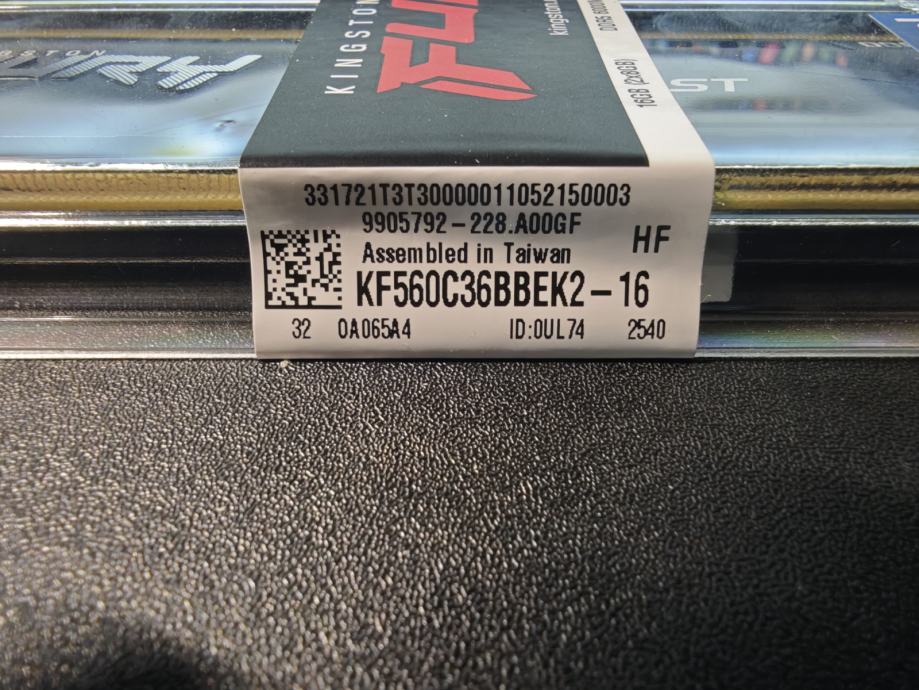 KINGSTON
FURY
16GB (2x8GB)
ST
331721T3T30000011052150003
9905792-228.A00GF
HF
Assembled in Taiwan
KF560C36BBEK2-16
32 0A065A4 ID:0UL74 2540